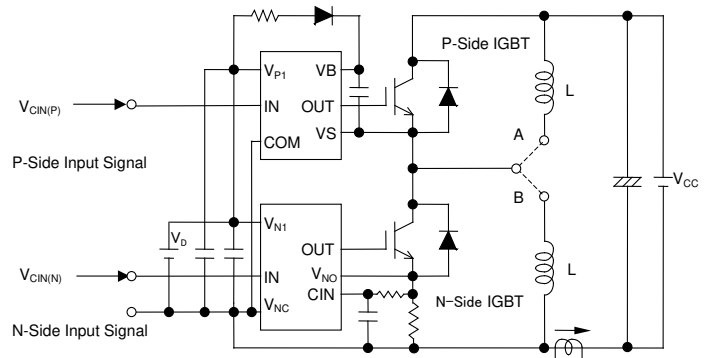 P-Side IGBT
V_P1 VB
V_CIN(P) IN OUT
VS
COM
P-Side Input Signal
L
A
B
V_CC
V_D V_N1
OUT
V_CIN(N) IN V_NO
CIN
V_NC
N-Side Input Signal
N-Side IGBT
L